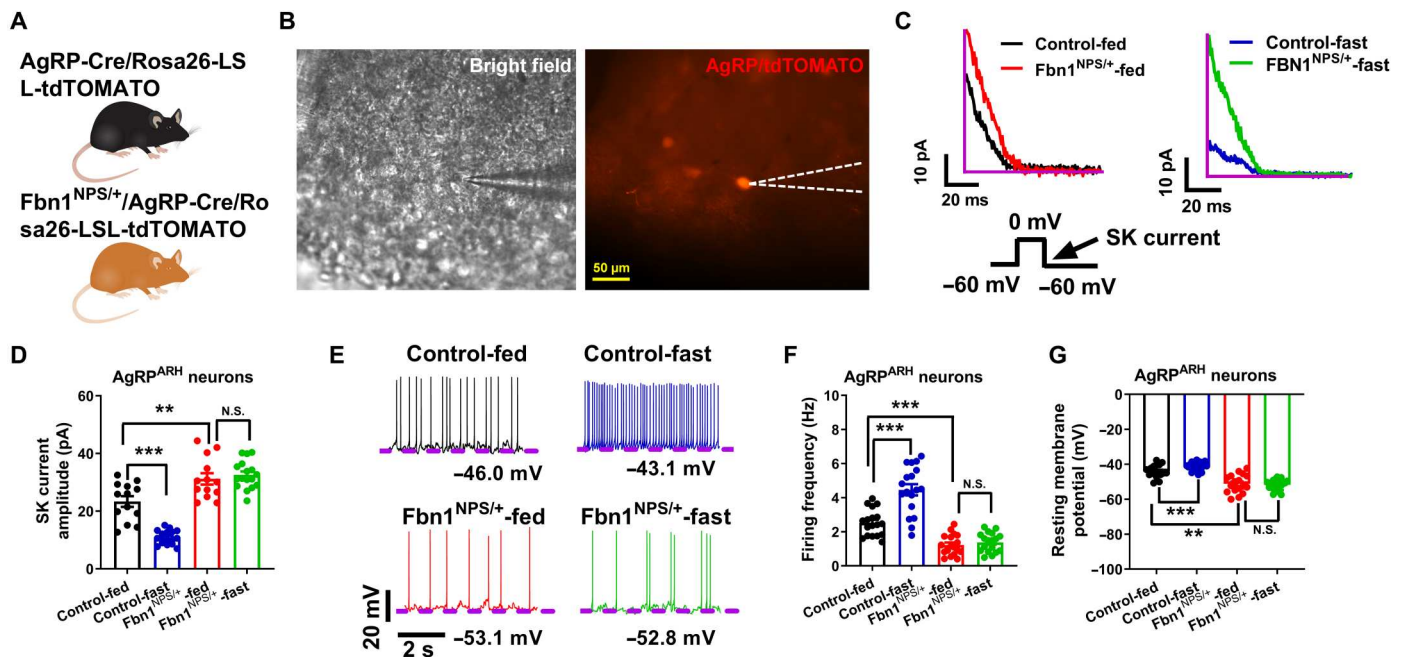 A
AgRP-Cre/Rosa26-LS
L-tdTOMATO
Fbn1NPS/+/AgRP-Cre/Ro
sa26-LSL-tdTOMATO
B
Bright field
AgRP/tdTOMATO
50 µm
C
Control-fed
Fbn1NPS/+-fed
10 pA
20 ms
Control-fast
FBN1NPS/+-fast
10 pA
20 ms
0 mV
SK current
–60 mV
–60 mV
D
AgRPARH neurons
SK current
amplitude (pA)
60
40
20
0
**
***
N.S.
Control-fed
Control-fast
Fbn1NPS/+ -fed
Fbn1NPS/+ -fast
E
Control-fed
Control-fast
–46.0 mV
–43.1 mV
Fbn1NPS/+-fed
Fbn1NPS/+-fast
20 mV
2 s
–53.1 mV
–52.8 mV
F
AgRPARH neurons
Firing frequency (Hz)
10
8
6
4
2
0
***
***
N.S.
Control-fed
Control-fast
Fbn1NPS/+ -fed
Fbn1NPS/+ -fast
G
AgRPARH neurons
Resting membrane
potential (mV)
0
–20
–40
–60
–80
–100
***
**
N.S.
Control-fed
Control-fast
Fbn1NPS/+ -fed
Fbn1NPS/+ -fast